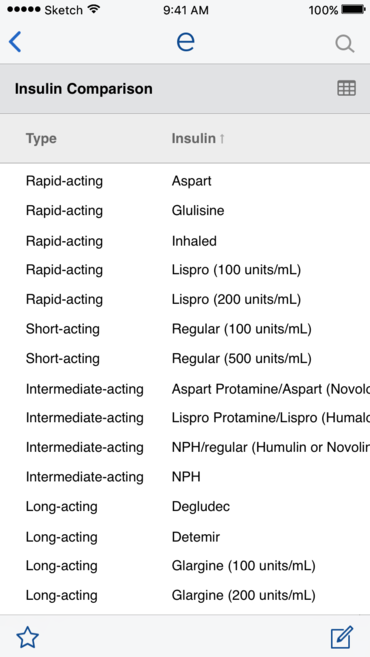 Sketch 9:41 AM 100%
e
Insulin Comparison
Type Insulin ↑
Rapid-acting Aspart
Rapid-acting Glulisine
Rapid-acting Inhaled
Rapid-acting Lispro (100 units/mL)
Rapid-acting Lispro (200 units/mL)
Short-acting Regular (100 units/mL)
Short-acting Regular (500 units/mL)
Intermediate-acting Aspart Protamine/Aspart (Novolo
Intermediate-acting Lispro Protamine/Lispro (Humalo
Intermediate-acting NPH/regular (Humulin or Novolin
Intermediate-acting NPH
Long-acting Degludec
Long-acting Detemir
Long-acting Glargine (100 units/mL)
Long-acting Glargine (200 units/mL)